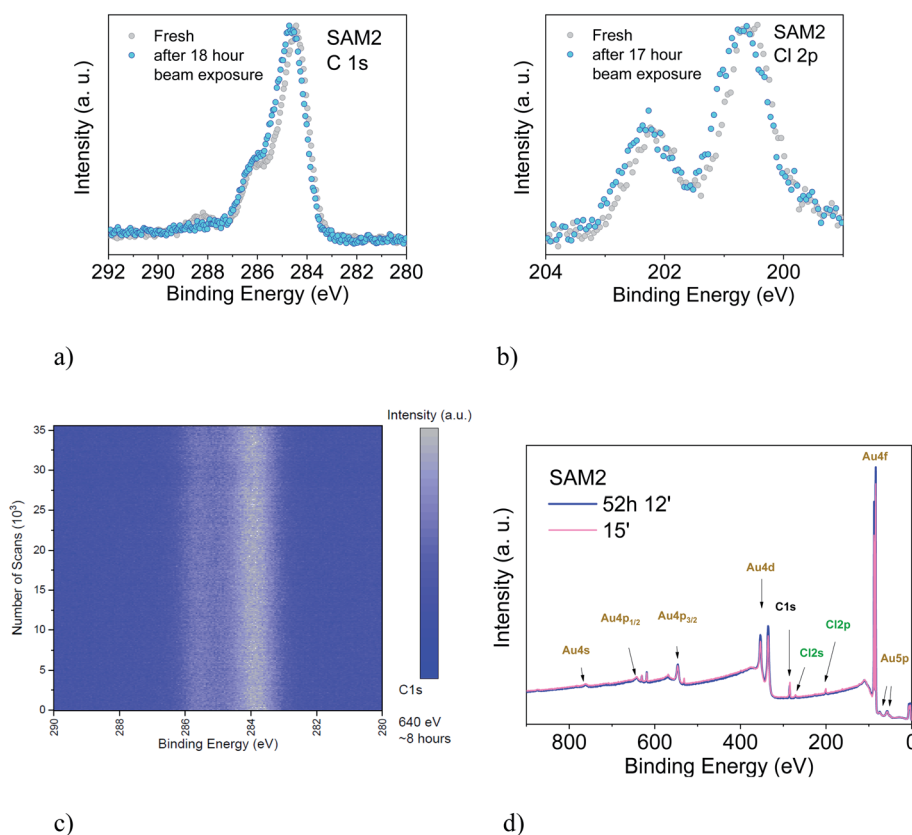 Fresh
after 18 hour
beam exposure
SAM2
C 1s
Intensity (a. u.)
292 290 288 286 284 282 280
Binding Energy (eV)
a)
Fresh
after 17 hour
beam exposure
SAM2
Cl 2p
Intensity (a. u.)
204 202 200
Binding Energy (eV)
b)
Intensity (a.u.)
Number of Scans (10³)
35
30
25
20
15
10
5
0
290 288 286 284 282 280
Binding Energy (eV)
C1s
640 eV
~8 hours
c)
SAM2
52h 12'
15'
Intensity (a. u.)
Au4s
Au4p1/2
Au4p3/2
Au4d
C1s
Cl2s
Cl2p
Au4f
Au5p
800 600 400 200 0
Binding Energy (eV)
d)